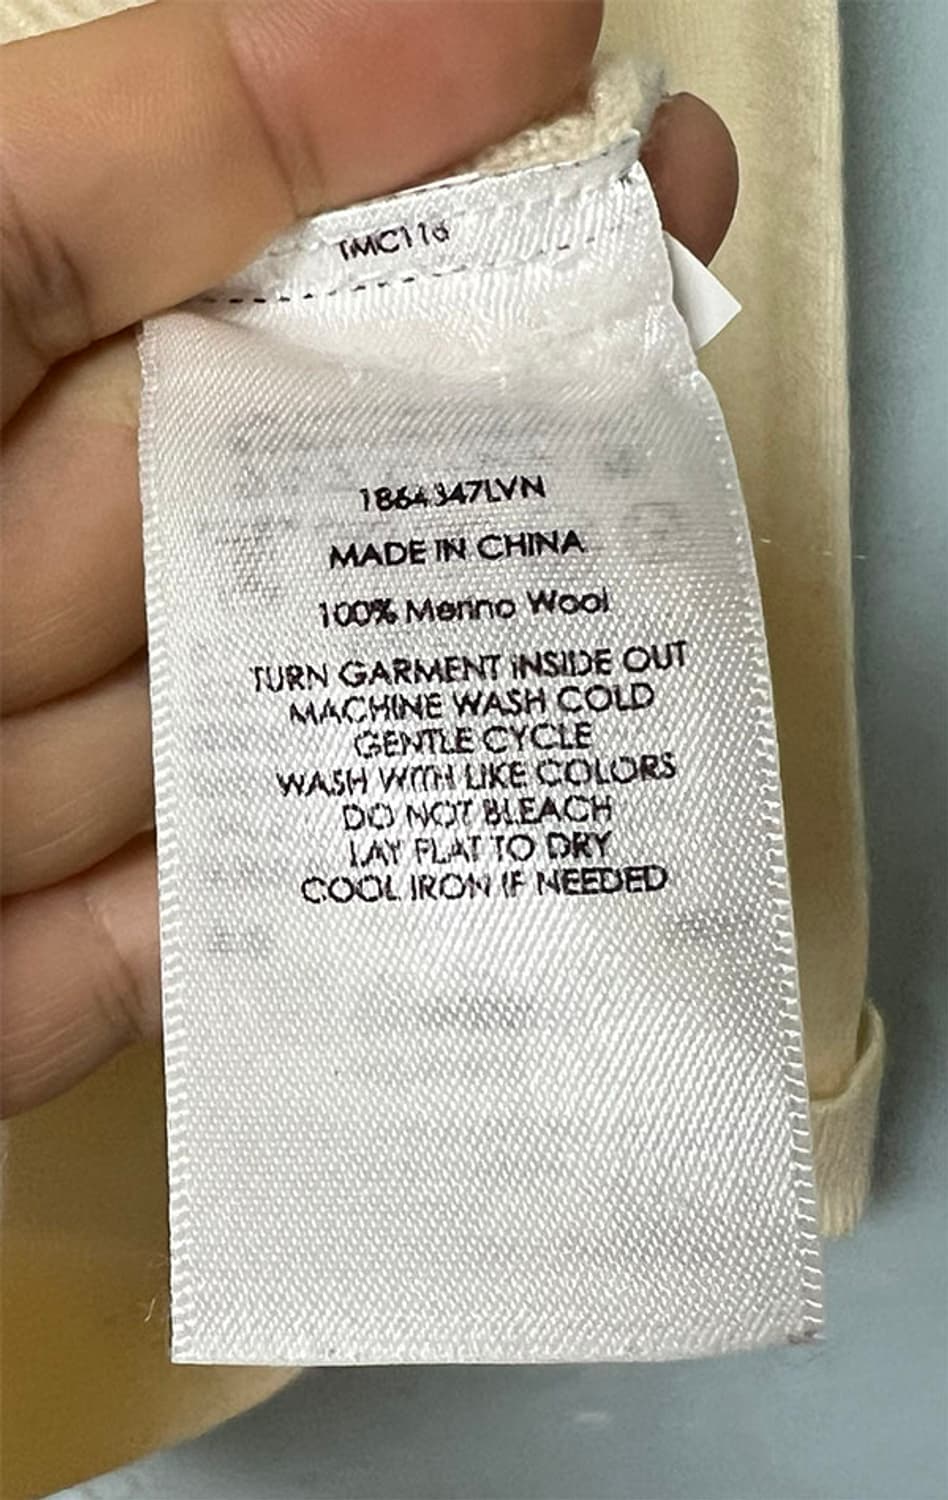 TMC116
1864347LVN
MADE IN CHINA
100% Merino Wool
TURN GARMENT INSIDE OUT
MACHINE WASH COLD
GENTLE CYCLE
WASH WITH LIKE COLORS
DO NOT BLEACH
LAY FLAT TO DRY
COOL IRON IF NEEDED